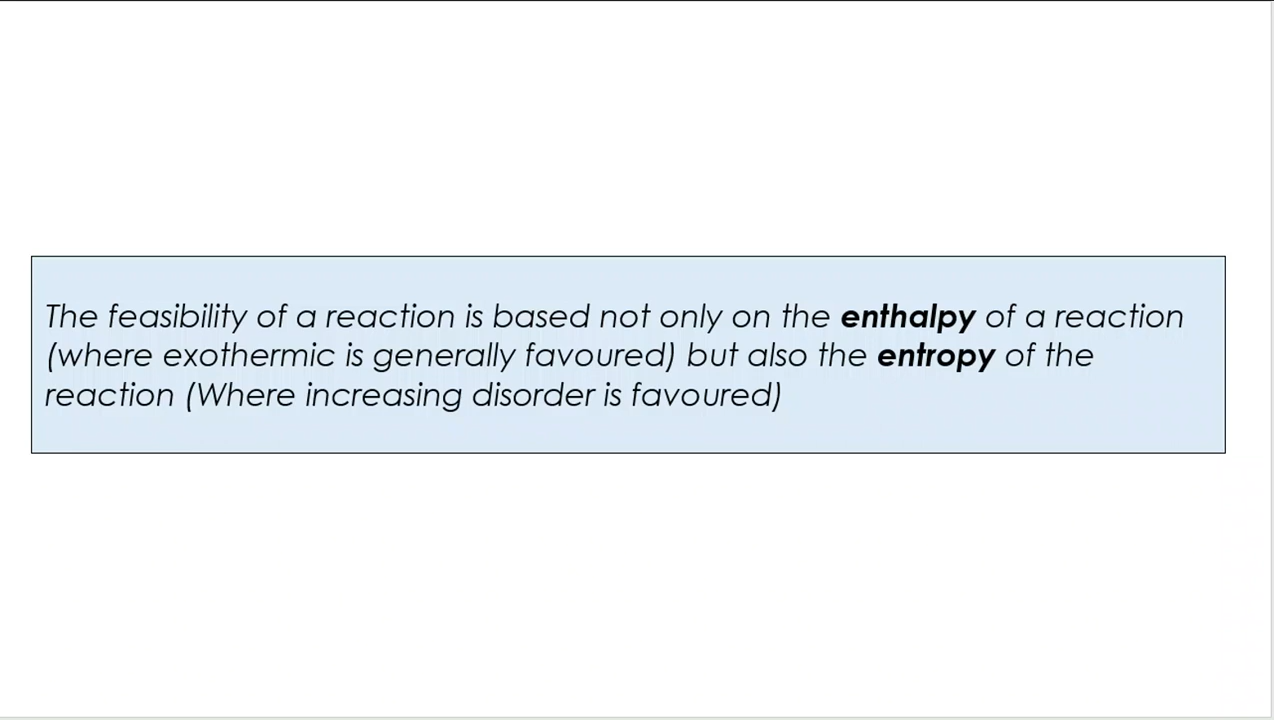 The feasibility of a reaction is based not only on the enthalpy of a reaction
(where exothermic is generally favoured) but also the entropy of the
reaction (Where increasing disorder is favoured)